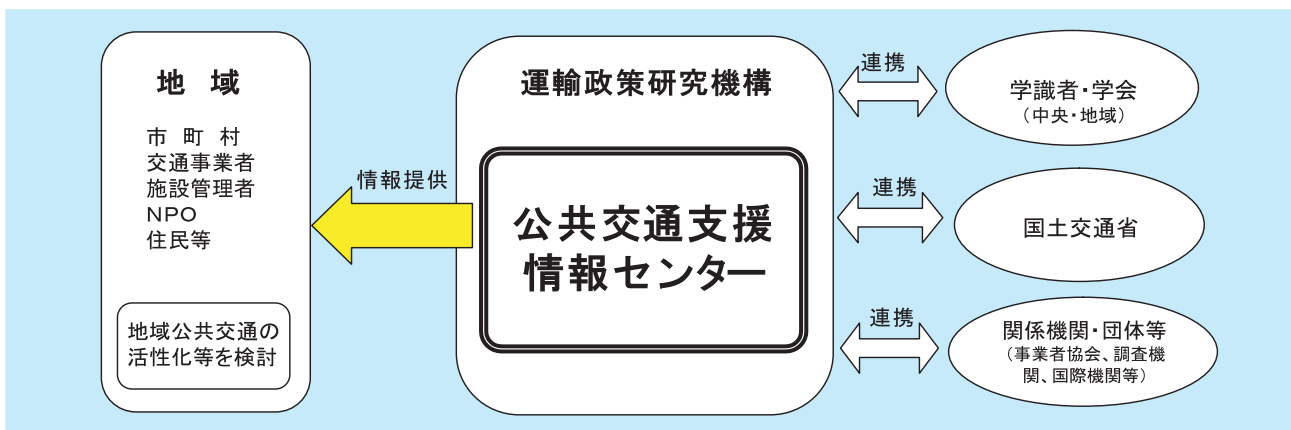 地 域
市 町 村
交通事業者
施設管理者
NPO
住民等
地域公共交通の
活性化等を検討
情報提供
運輸政策研究機構
公共交通支援
情報センター
連携
学識者・学会
（中央・地域）
連携
国土交通省
連携
関係機関・団体等
（事業者協会、調査機
関、国際機関等）